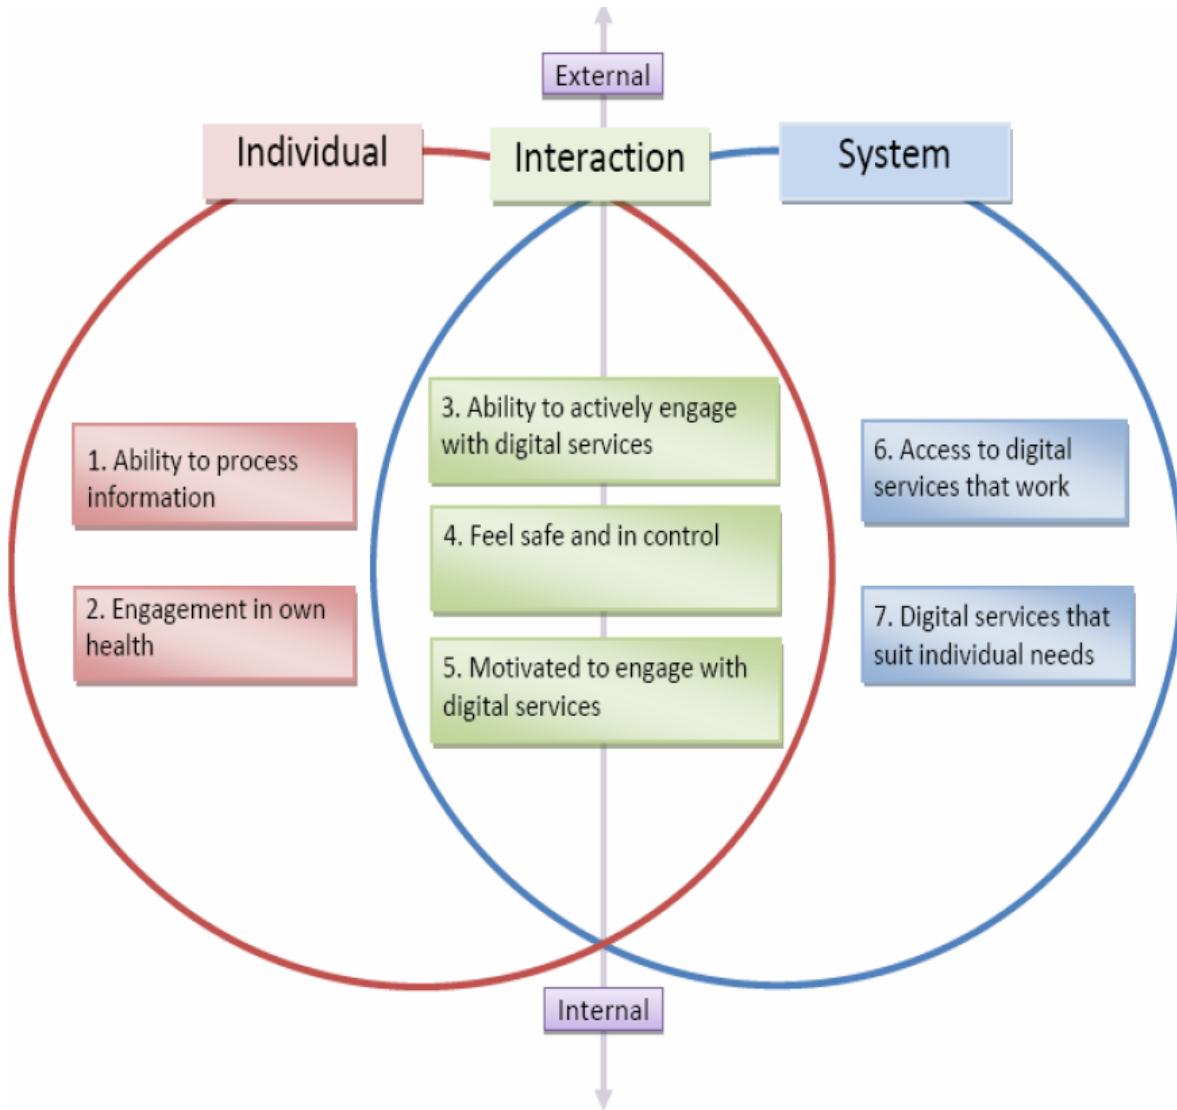 External
Individual
Interaction
System
1. Ability to process
information
2. Engagement in own
health
3. Ability to actively engage
with digital services
4. Feel safe and in control
5. Motivated to engage with
digital services
6. Access to digital
services that work
7. Digital services that
suit individual needs
Internal